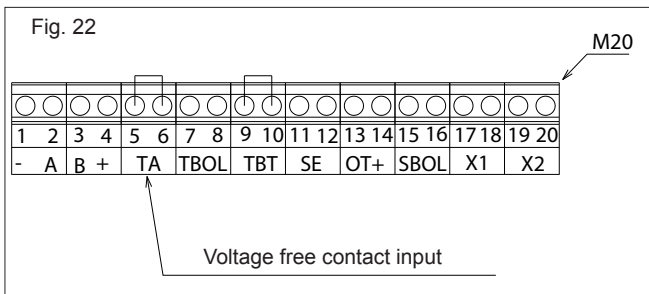 Fig. 22
M20
1 2 3 4 5 6 7 8 9 10 11 12 13 14 15 16 17 18 19 20
- A B + TA TBOL TBT SE OT+ SBOL X1 X2
Voltage free contact input